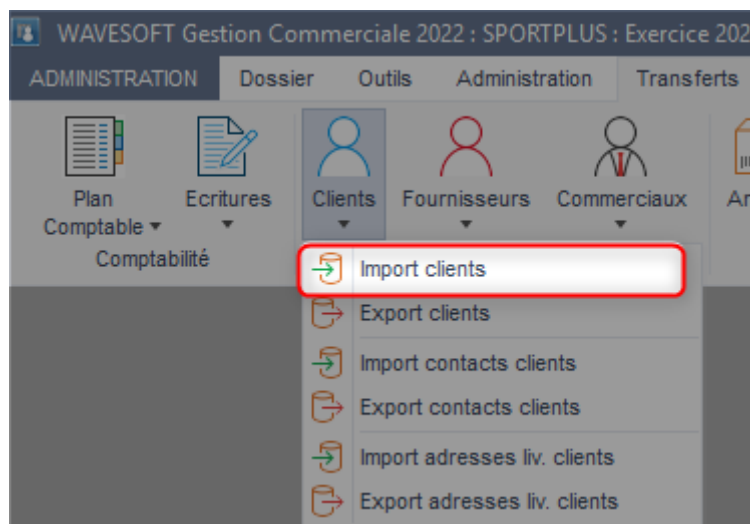 WAVESOFT Gestion Commerciale 2022 : SPORTPLUS : Exercice 202
ADMINISTRATION Dossier Outils Administration Transferts
Plan Comptable Ecritures Clients Fournisseurs Commerciaux Ar
Comptabilité
Import clients
Export clients
Import contacts clients
Export contacts clients
Import adresses liv. clients
Export adresses liv. clients